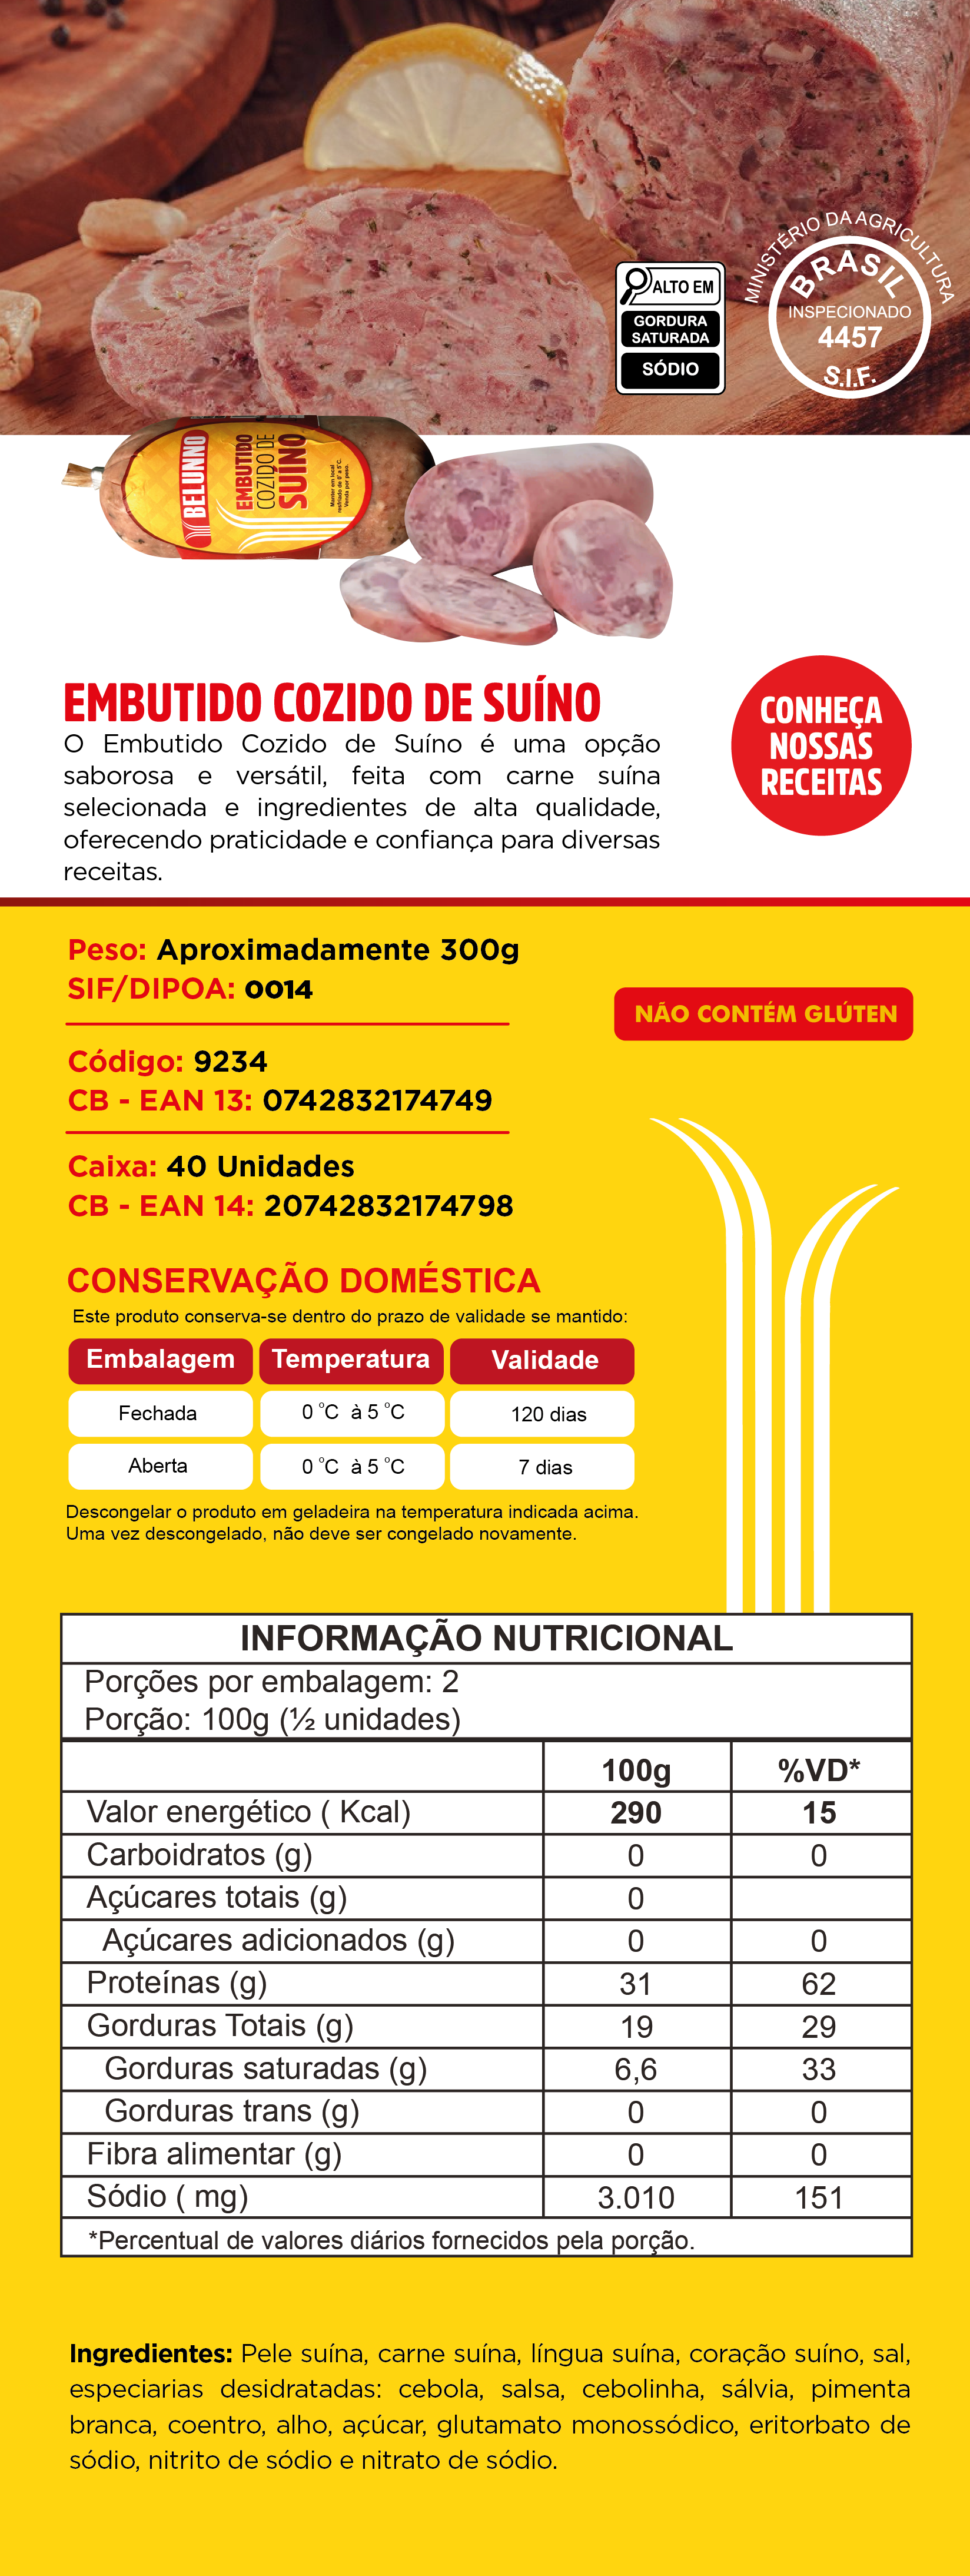 MINISTÉRIO DA AGRICULTURA
BRASIL
INSPECIONADO
4457
S.I.F.
ALTO EM
GORDURA
SATURADA
SÓDIO
BELUNNO
EMBUTIDO
COZIDO DE
SUÍNO
Manter em local
resfriado de 0° a 5°C.
Venda por peso.
EMBUTIDO COZIDO DE SUÍNO
O Embutido Cozido de Suíno é uma opção
saborosa e versátil, feita com carne suína
selecionada e ingredientes de alta qualidade,
oferecendo praticidade e confiança para diversas
receitas.
CONHEÇA
NOSSAS
RECEITAS
Peso: Aproximadamente 300g
SIF/DIPOA: 0014
NÃO CONTÉM GLÚTEN
Código: 9234
CB - EAN 13: 0742832174749
Caixa: 40 Unidades
CB - EAN 14: 20742832174798
CONSERVAÇÃO DOMÉSTICA
Este produto conserva-se dentro do prazo de validade se mantido:
Embalagem Temperatura Validade
Fechada 0 °C à 5 °C 120 dias
Aberta 0 °C à 5 °C 7 dias
Descongelar o produto em geladeira na temperatura indicada acima.
Uma vez descongelado, não deve ser congelado novamente.
INFORMAÇÃO NUTRICIONAL
Porções por embalagem: 2
Porção: 100g (½ unidades)
100g %VD*
Valor energético ( Kcal) 290 15
Carboidratos (g) 0 0
Açúcares totais (g) 0
Açúcares adicionados (g) 0 0
Proteínas (g) 31 62
Gorduras Totais (g) 19 29
Gorduras saturadas (g) 6,6 33
Gorduras trans (g) 0 0
Fibra alimentar (g) 0 0
Sódio ( mg) 3.010 151
*Percentual de valores diários fornecidos pela porção.
Ingredientes: Pele suína, carne suína, língua suína, coração suíno, sal,
especiarias desidratadas: cebola, salsa, cebolinha, sálvia, pimenta
branca, coentro, alho, açúcar, glutamato monossódico, eritorbato de
sódio, nitrito de sódio e nitrato de sódio.